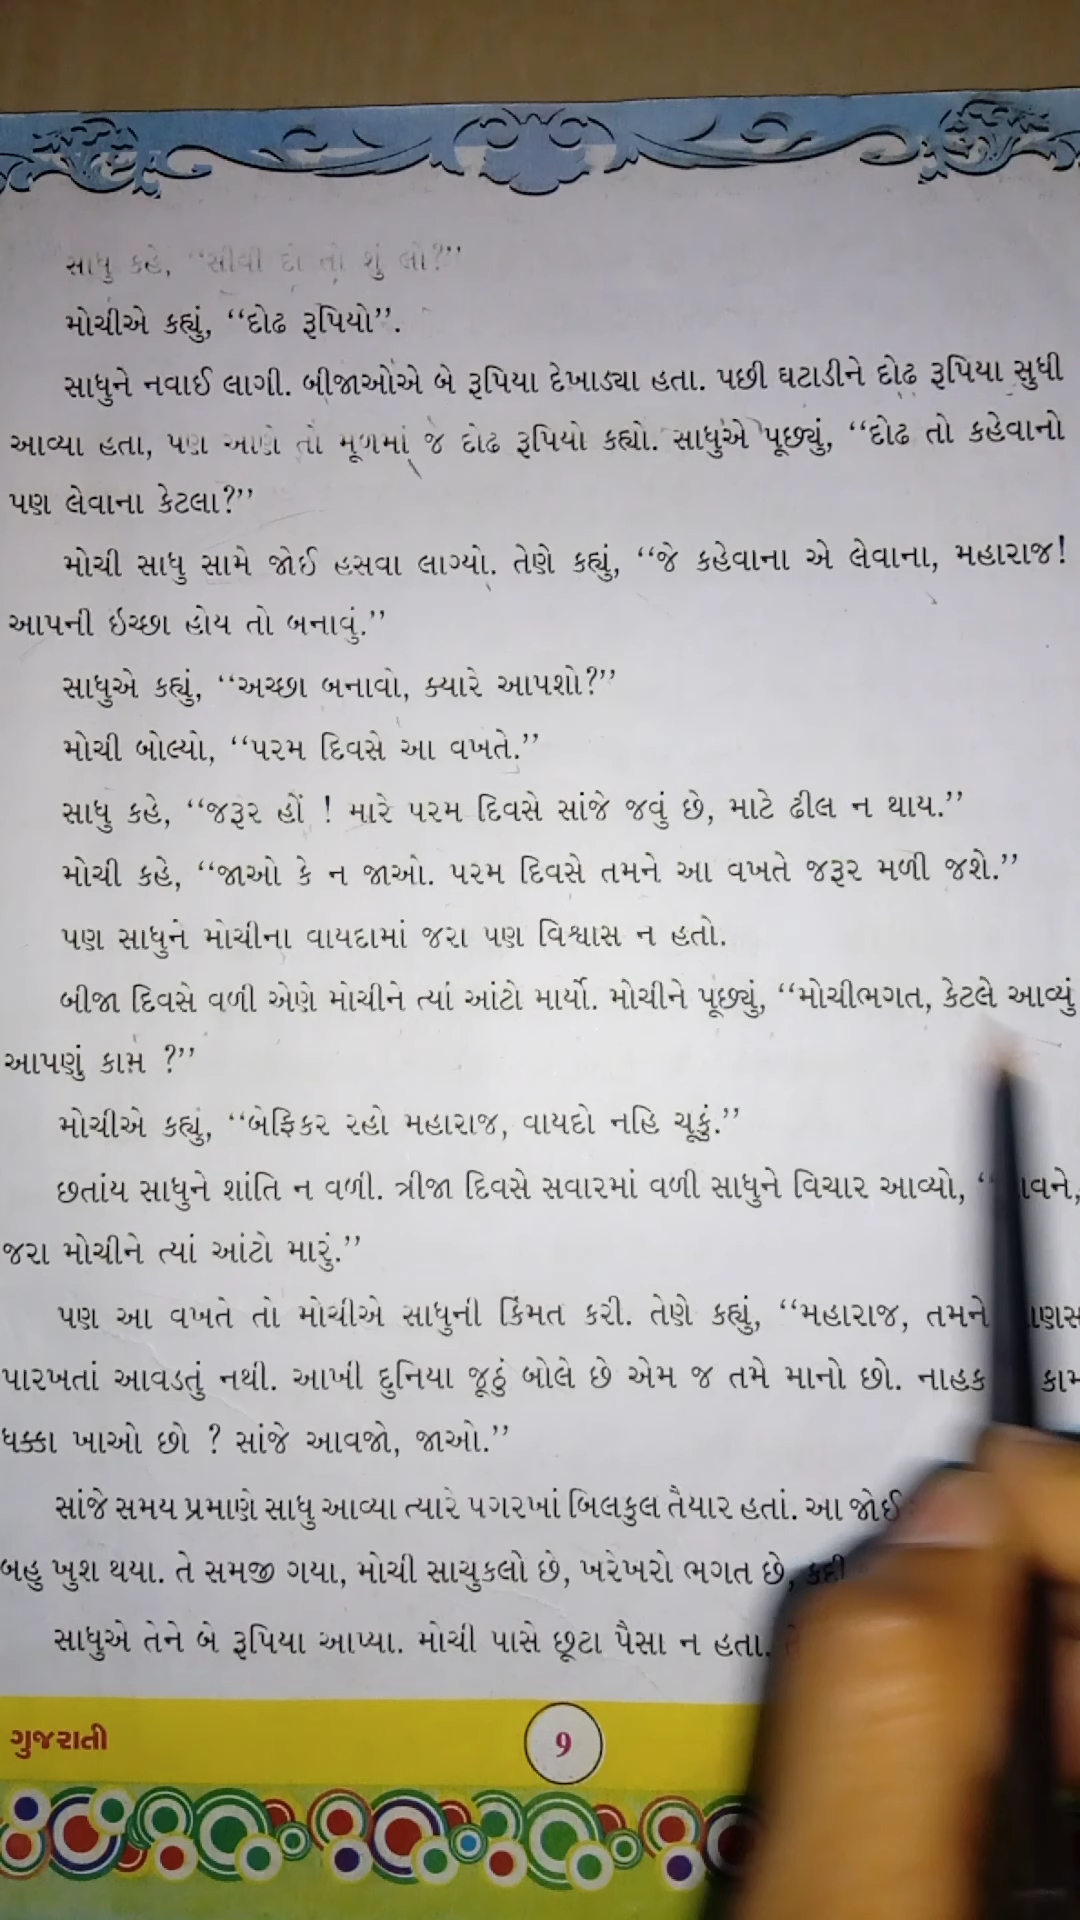 સાધુ કહે, “સીવી દો તો શું લો?”
મોચીએ કહ્યું, “દોઢ રૂપિયો”.
સાધુને નવાઈ લાગી. બીજાઓએ બે રૂપિયા દેખાડ્યા હતા. પછી ઘટાડીને દોઢ રૂપિયા સુધી
આવ્યા હતા, પણ આણે તો મૂળમાં જ દોઢ રૂપિયો કહ્યો. સાધુએ પૂછ્યું, “દોઢ તો કહેવાનો
પણ લેવાના કેટલા?”
મોચી સાધુ સામે જોઈ હસવા લાગ્યો. તેણે કહ્યું, “જે કહેવાના એ લેવાના, મહારાજ!
આપની ઇચ્છા હોય તો બનાવું.”
સાધુએ કહ્યું, “અચ્છા બનાવો, ક્યારે આપશો?”
મોચી બોલ્યો, “પરમ દિવસે આ વખતે.”
સાધુ કહે, “જરૂર હોં ! મારે પરમ દિવસે સાંજે જવું છે, માટે ઢીલ ન થાય.”
મોચી કહે, “જાઓ કે ન જાઓ. પરમ દિવસે તમને આ વખતે જરૂર મળી જશે.”
પણ સાધુને મોચીના વાયદામાં જરા પણ વિશ્વાસ ન હતો.
બીજા દિવસે વળી એણે મોચીને ત્યાં આંટો માર્યો. મોચીને પૂછ્યું, “મોચીભગત, કેટલે આવ્યું
આપણું કામ ?”
મોચીએ કહ્યું, “બેફિકર રહો મહારાજ, વાયદો નહિ ચૂકું.”
છતાંય સાધુને શાંતિ ન વળી. ત્રીજા દિવસે સવારમાં વળી સાધુને વિચાર આવ્યો,
જરા મોચીને ત્યાં આંટો મારું.”
પણ આ વખતે તો મોચીએ સાધુની કિંમત કરી. તેણે કહ્યું, “મહારાજ, તમને
પારખતાં આવડતું નથી. આખી દુનિયા જૂઠું બોલે છે એમ જ તમે માનો છો. નાહક
ધક્કા ખાઓ છો ? સાંજે આવજો, જાઓ.”
સાંજે સમય પ્રમાણે સાધુ આવ્યા ત્યારે પગરખાં બિલકુલ તૈયાર હતાં. આ જોઈ
બહુ ખુશ થયા. તે સમજી ગયા, મોચી સાચુકલો છે, ખરેખરો ભગત છે, કદી
સાધુએ તેને બે રૂપિયા આપ્યા. મોચી પાસે છૂટા પૈસા ન હતા.
ગુજરાતી
9